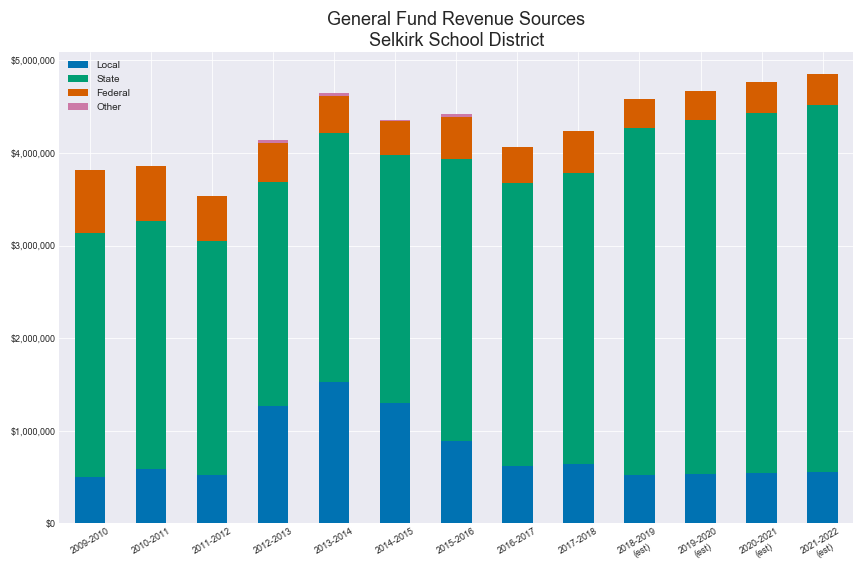 General Fund Revenue Sources
Selkirk School District
Local
State
Federal
Other
$5,000,000
$4,000,000
$3,000,000
$2,000,000
$1,000,000
$0
2009-2010
2010-2011
2011-2012
2012-2013
2013-2014
2014-2015
2015-2016
2016-2017
2017-2018
2018-2019
(est)
2019-2020
(est)
2020-2021
(est)
2021-2022
(est)